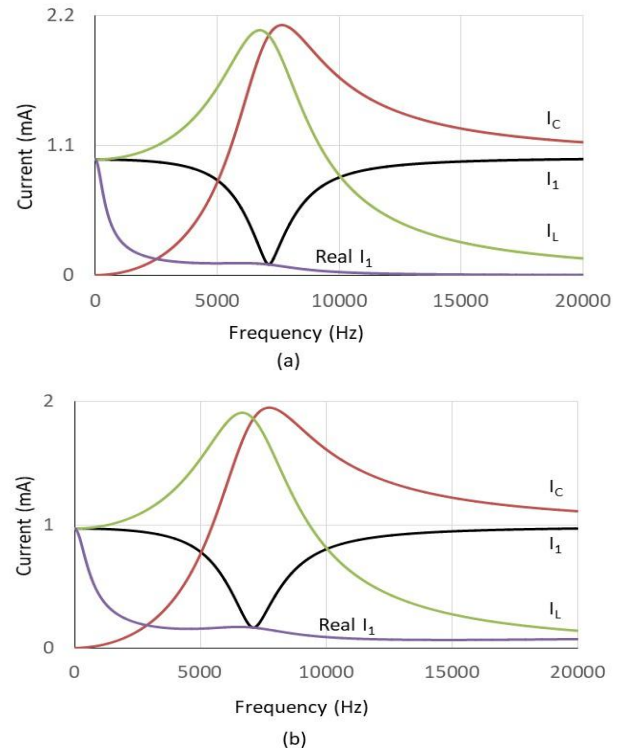 2.2
I_C
1.1
I_1
I_L
Real I_1
0
0 5000 10000 15000 20000
Current (mA)
Frequency (Hz)
(a)
2
I_C
1
I_1
I_L
Real I_1
0
0 5000 10000 15000 20000
Current (mA)
Frequency (Hz)
(b)